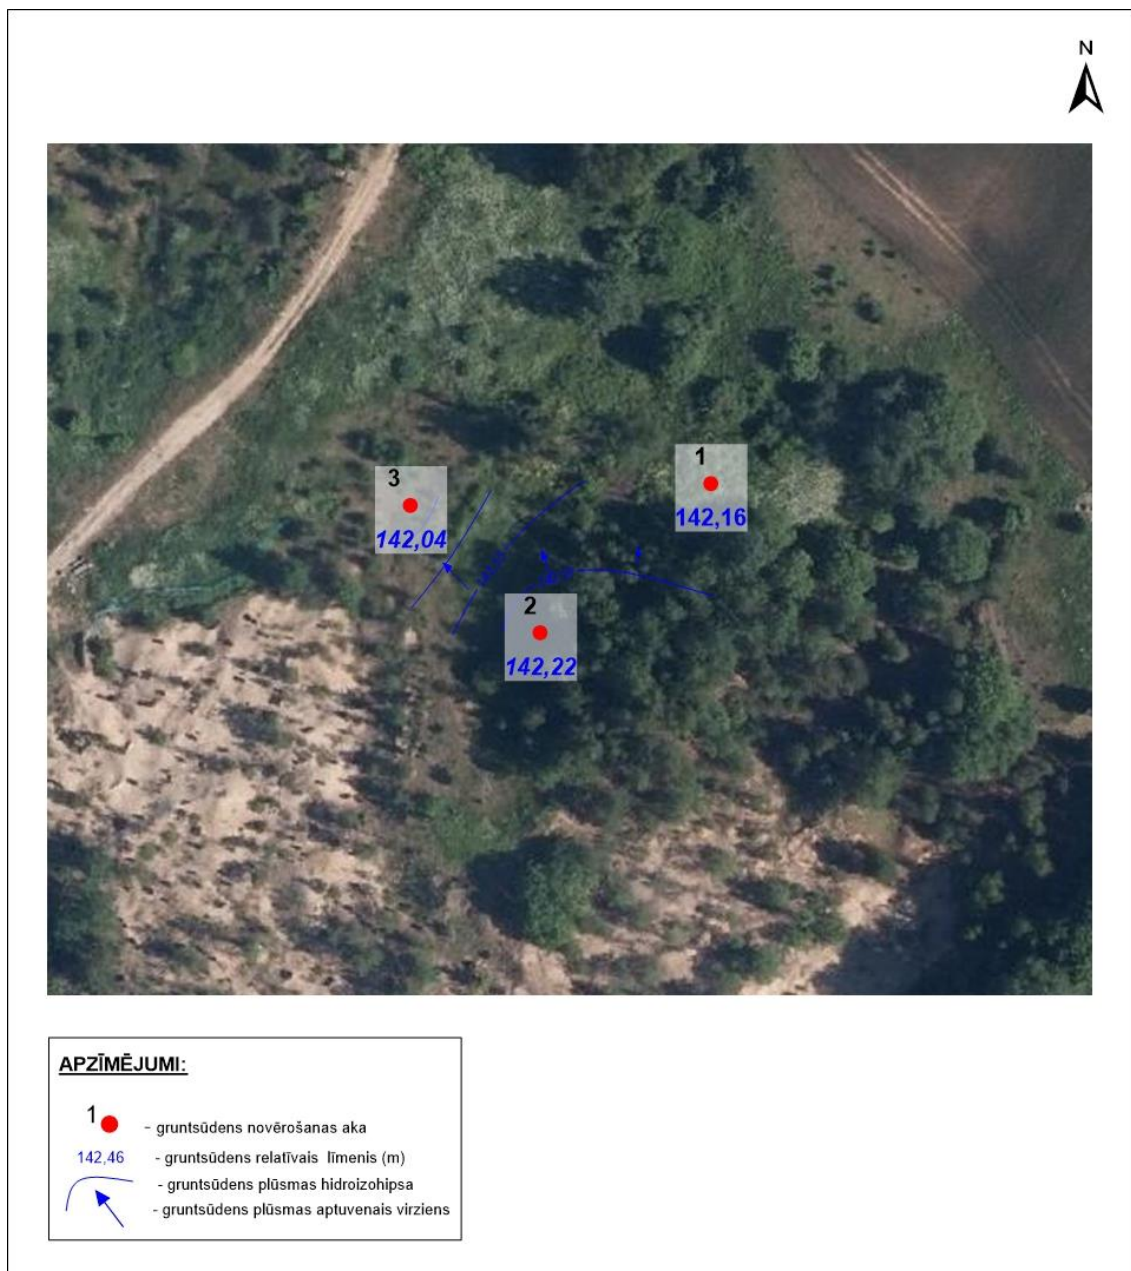 N
3
142,04
1
142,16
2
142,22
APZĪMĒJUMI:
1 - gruntsūdens novērošanas aka
142,46 - gruntsūdens relatīvais līmenis (m)
- gruntsūdens plūsmas hidroizohipsa
- gruntsūdens plūsmas aptuvenais virziens